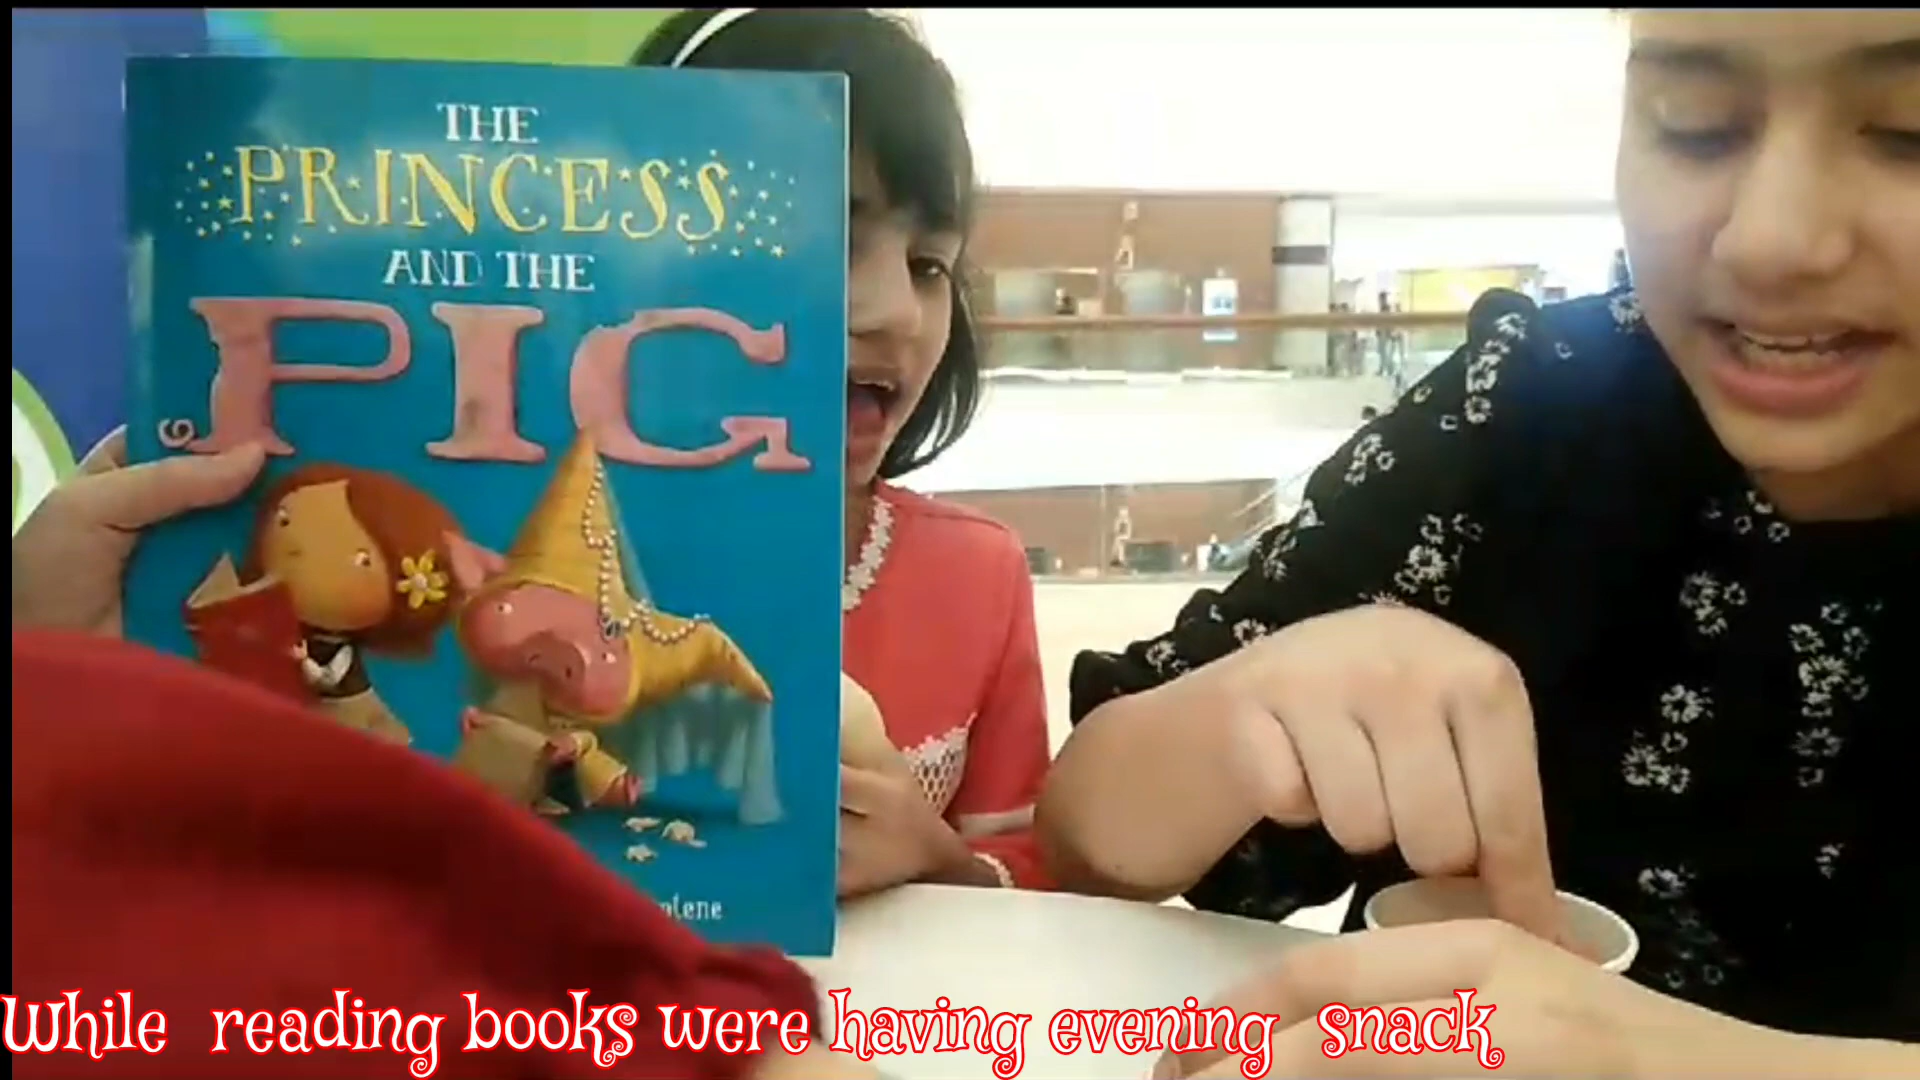 THE
PRINCESS
AND THE
PIG
While reading books were having evening snack